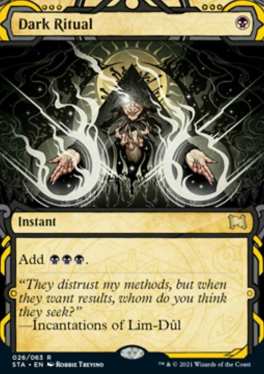 Dark Ritual
Instant
Add
“They distrust my methods, but when
they want results, whom do you think
they seek?”
—Incantations of Lim-Dûl
026/063 R
STA • EN ROBBIE TREVINO
™ & © 2021 Wizards of the Coast